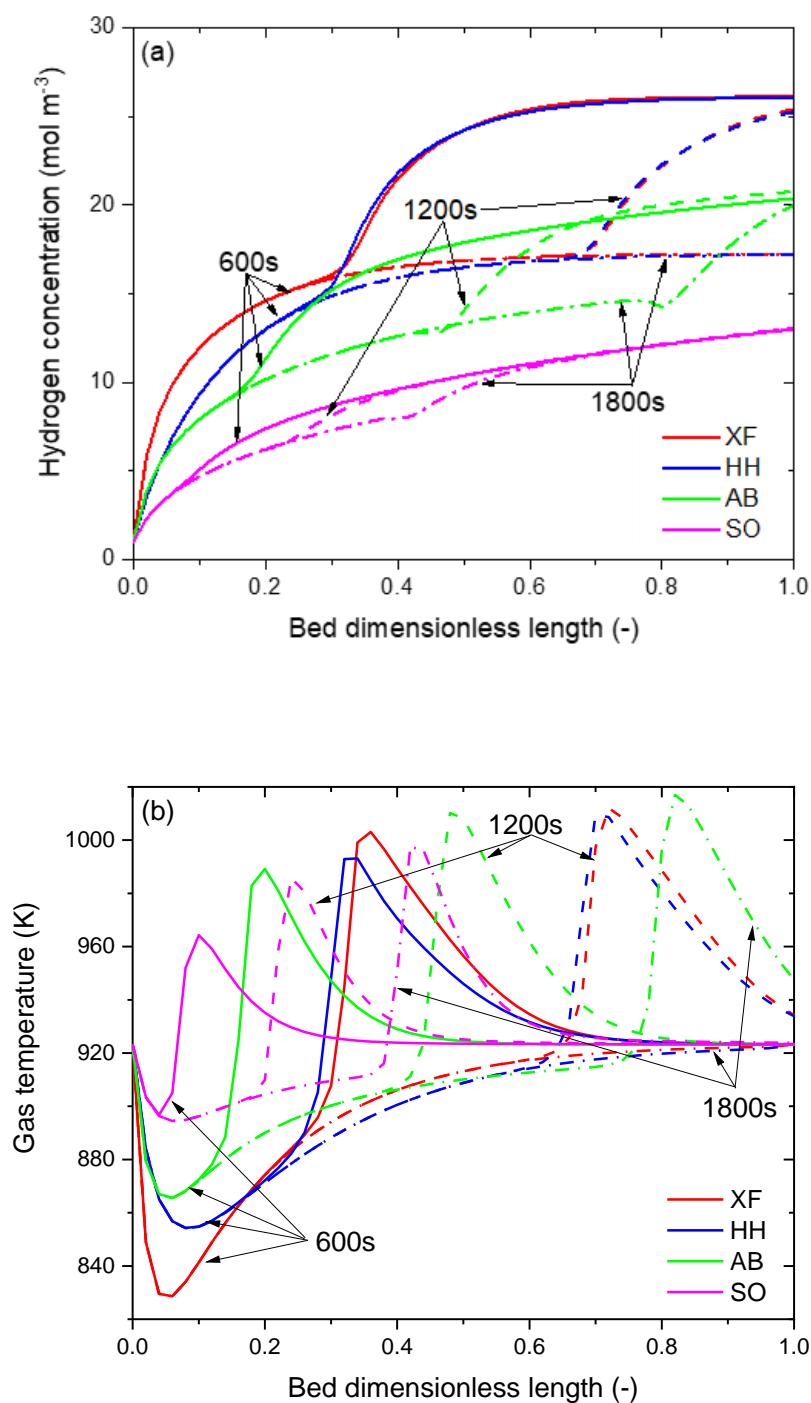 (a)
Hydrogen concentration (mol m⁻³)
30
20
10
0
600s
1200s
1800s
XF
HH
AB
SO
0.0 0.2 0.4 0.6 0.8 1.0
Bed dimensionless length (-)
(b)
Gas temperature (K)
1000
960
920
880
840
1200s
1800s
600s
XF
HH
AB
SO
0.0 0.2 0.4 0.6 0.8 1.0
Bed dimensionless length (-)